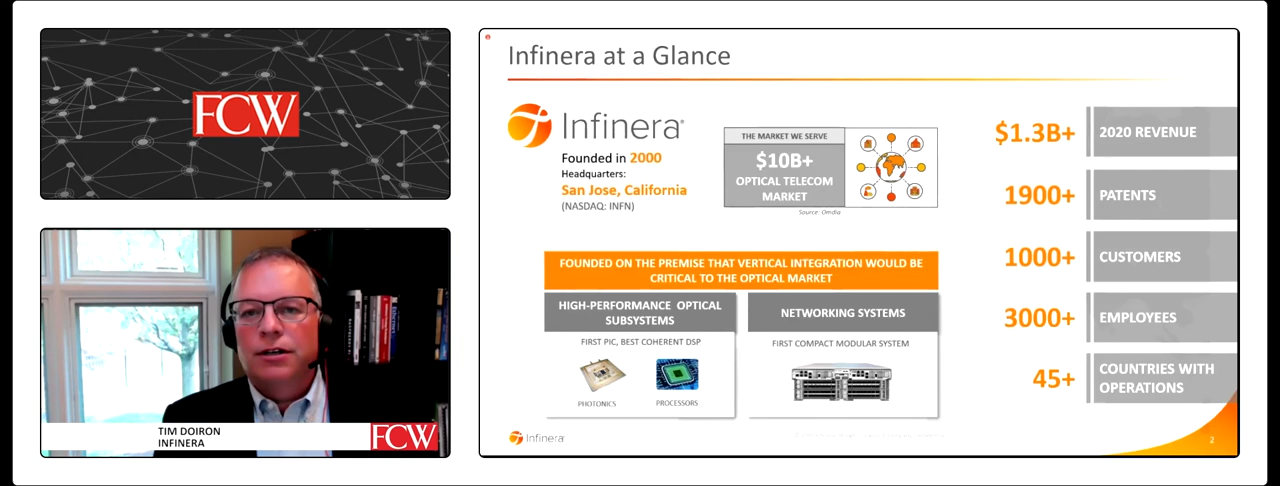 FCW
TIM DOIRON
INFINERA
FCW
Infinera at a Glance
Infinera®
Founded in 2000
Headquarters:
San Jose, California
(NASDAQ: INFN)
THE MARKET WE SERVE
$10B+
OPTICAL TELECOM
MARKET
Source: Omdia
FOUNDED ON THE PREMISE THAT VERTICAL INTEGRATION WOULD BE
CRITICAL TO THE OPTICAL MARKET
HIGH-PERFORMANCE OPTICAL
SUBSYSTEMS
FIRST PIC, BEST COHERENT DSP
PHOTONICS
PROCESSORS
NETWORKING SYSTEMS
FIRST COMPACT MODULAR SYSTEM
$1.3B+
2020 REVENUE
1900+
PATENTS
1000+
CUSTOMERS
3000+
EMPLOYEES
45+
COUNTRIES WITH
OPERATIONS
Infinera
2